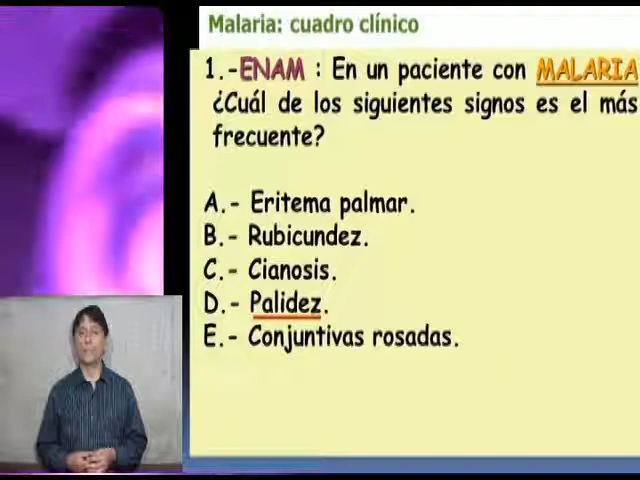 Malaria: cuadro clínico
1.-ENAM : En un paciente con MALARIA
¿Cuál de los siguientes signos es el más
frecuente?
A.- Eritema palmar.
B.- Rubicundez.
C.- Cianosis.
D.- Palidez.
E.- Conjuntivas rosadas.